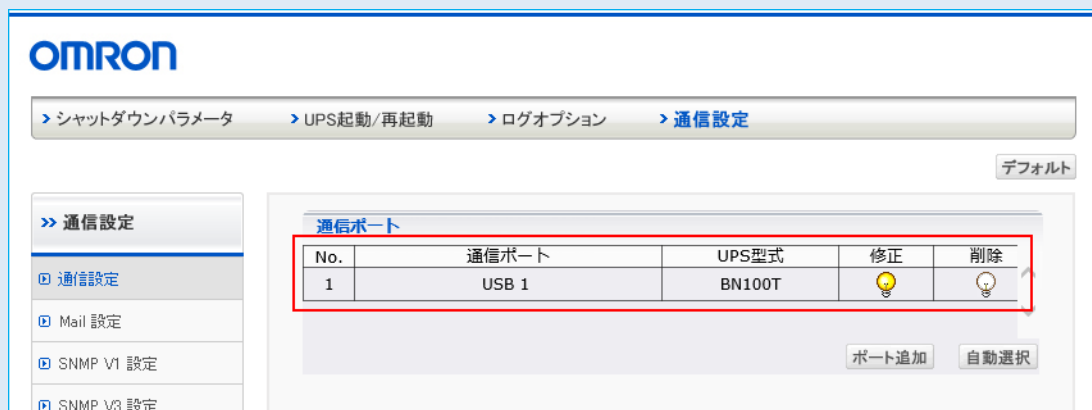 OMRON
シャットダウンパラメータ UPS起動/再起動 ログオプション 通信設定
デフォルト
通信設定
通信設定
Mail 設定
SNMP V1 設定
SNMP V3 設定
通信ポート
No. 通信ポート UPS型式 修正 削除
1 USB 1 BN100T
ポート追加 自動選択